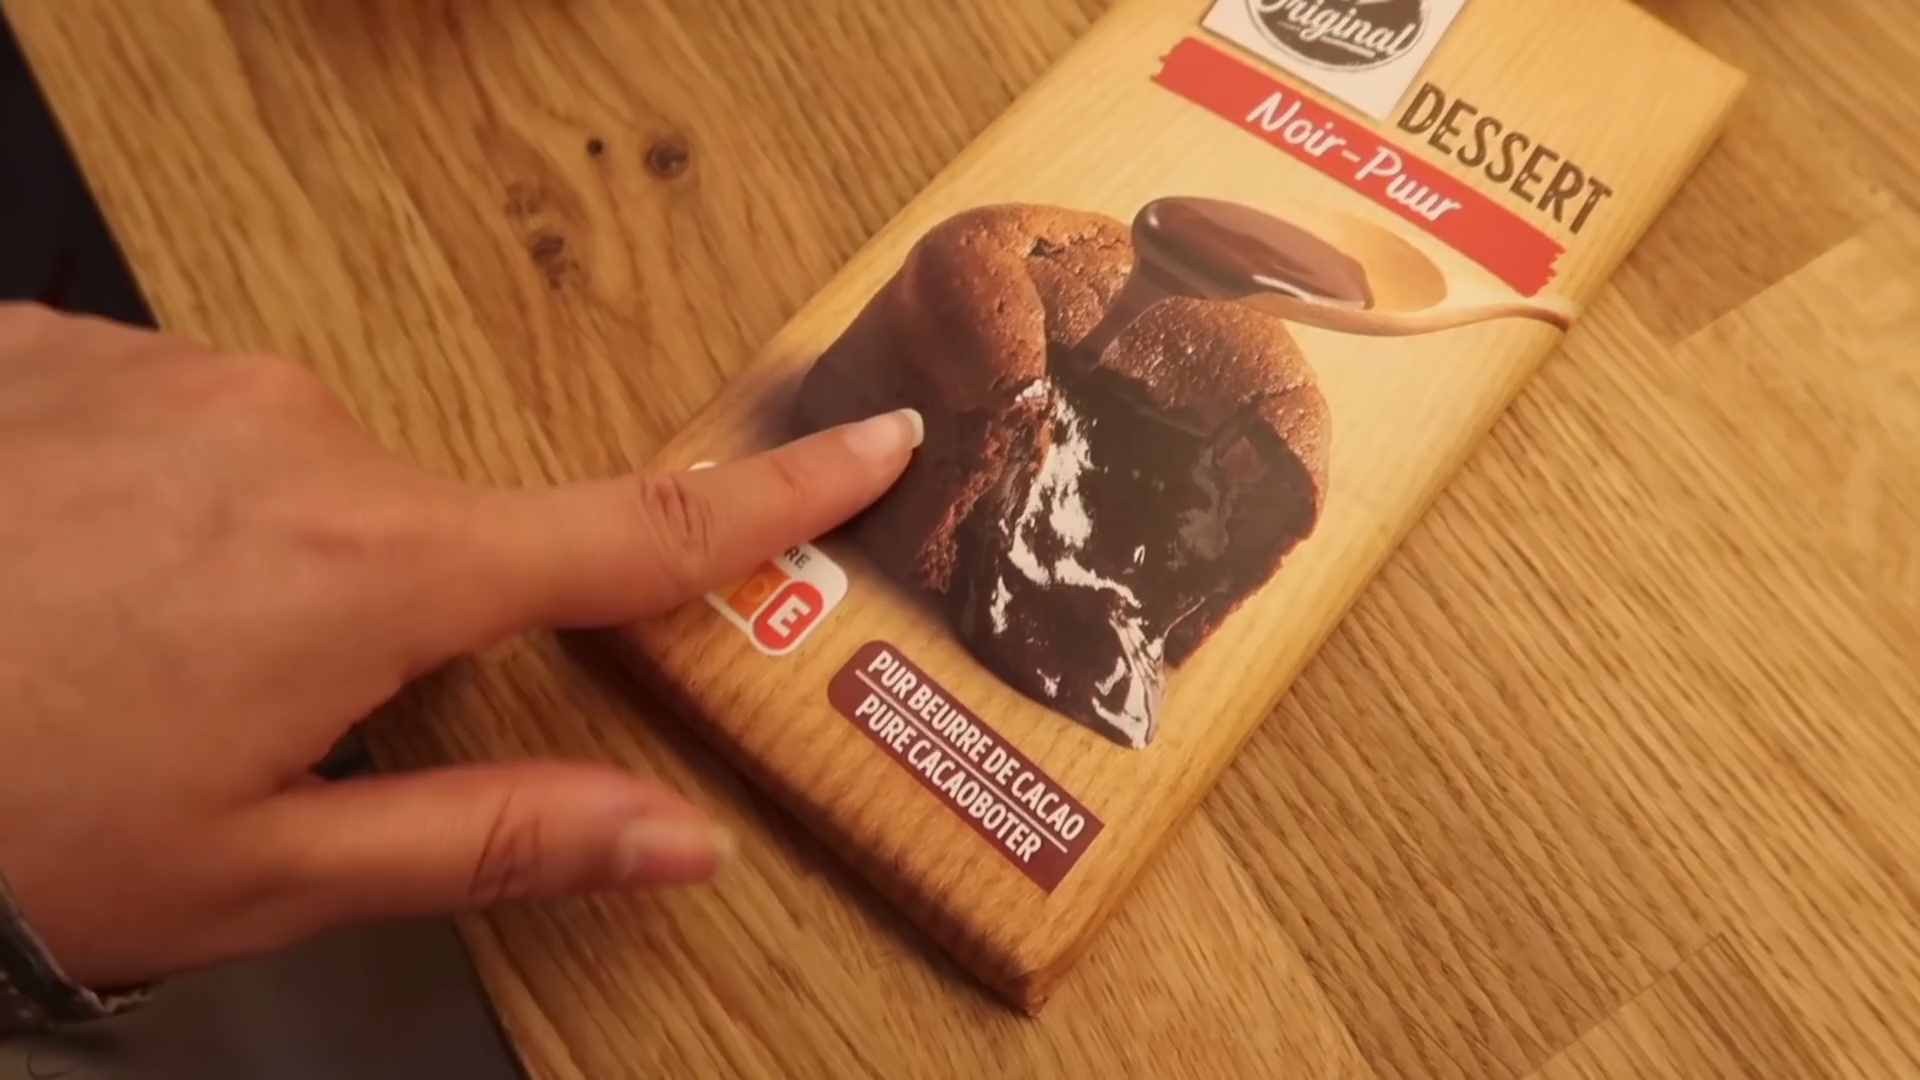 Original
DESSERT
Noir-Puur
E
PUR BEURRE DE CACAO
PURE CACAOBOTER